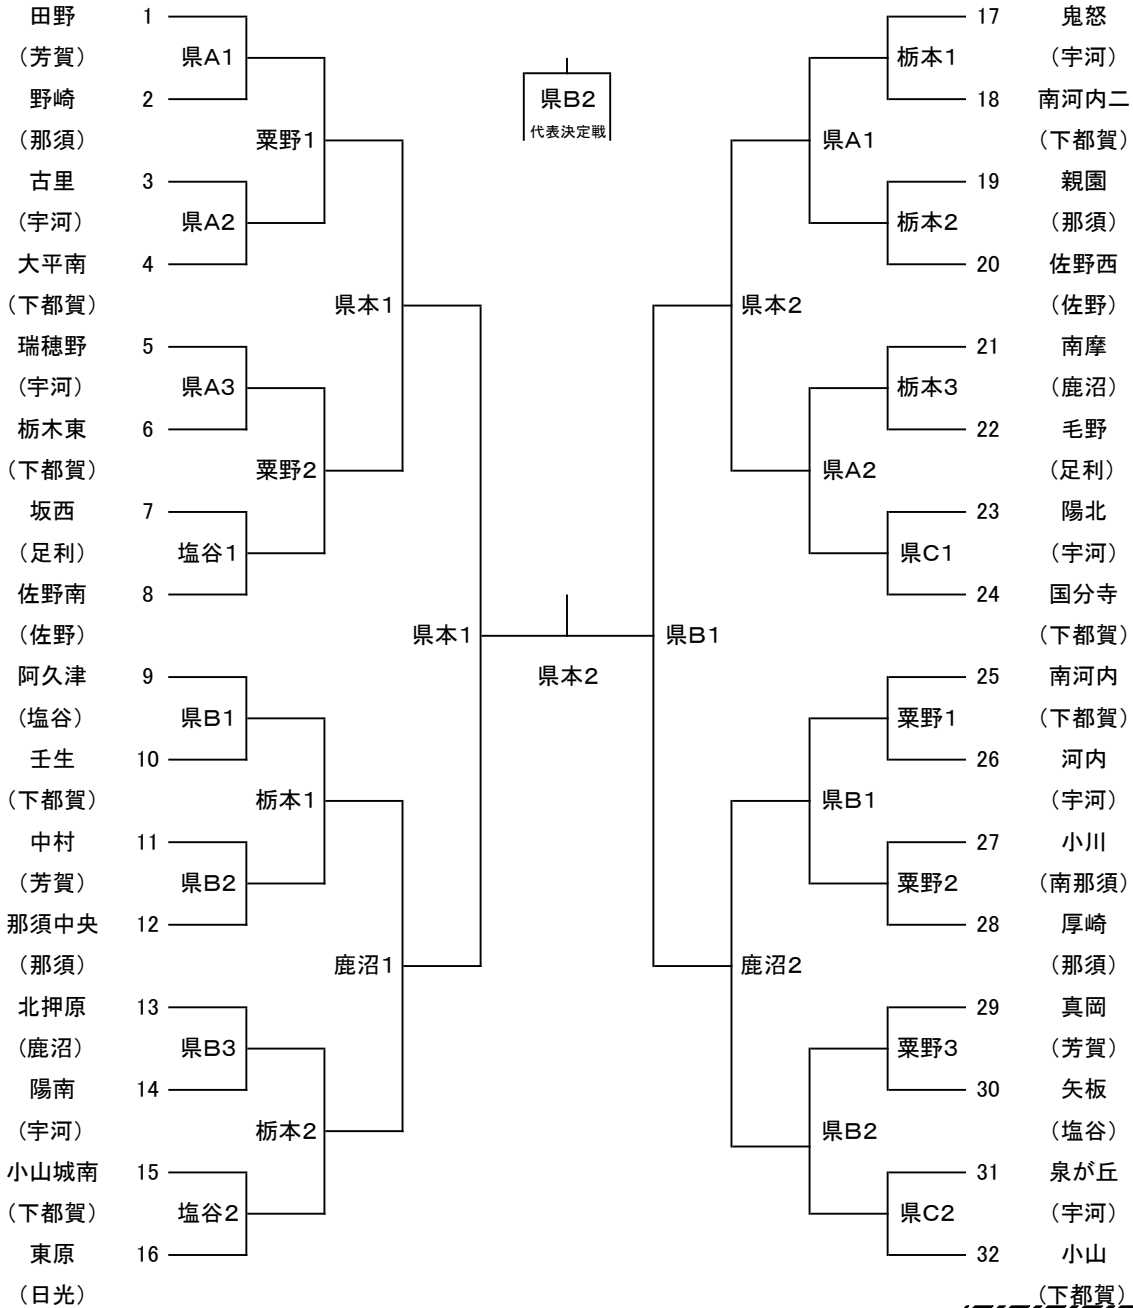 田野 1
（芳賀） 県A1
野崎 2
（那須） 粟野1
古里 3
（宇河） 県A2
大平南 4
（下都賀） 県本1
瑞穂野 5
（宇河） 県A3
栃木東 6
（下都賀） 粟野2
坂西 7
（足利） 塩谷1
佐野南 8
（佐野） 県本1
阿久津 9
（塩谷） 県B1
壬生 10
（下都賀） 栃本1
中村 11
（芳賀） 県B2
那須中央 12
（那須） 鹿沼1
北押原 13
（鹿沼） 県B3
陽南 14
（宇河） 栃本2
小山城南 15
（下都賀） 塩谷2
東原 16
（日光）
県B2
代表決定戦
県本2
17 鬼怒
栃本1 （宇河）
18 南河内二
県A1 （下都賀）
19 親園
栃本2 （那須）
20 佐野西
県本2 （佐野）
21 南摩
栃本3 （鹿沼）
22 毛野
県A2 （足利）
23 陽北
県C1 （宇河）
24 国分寺
県B1 （下都賀）
25 南河内
粟野1 （下都賀）
26 河内
県B1 （宇河）
27 小川
粟野2 （南那須）
28 厚崎
鹿沼2 （那須）
29 真岡
粟野3 （芳賀）
30 矢板
県B2 （塩谷）
31 泉が丘
県C2 （宇河）
32 小山
（下都賀）